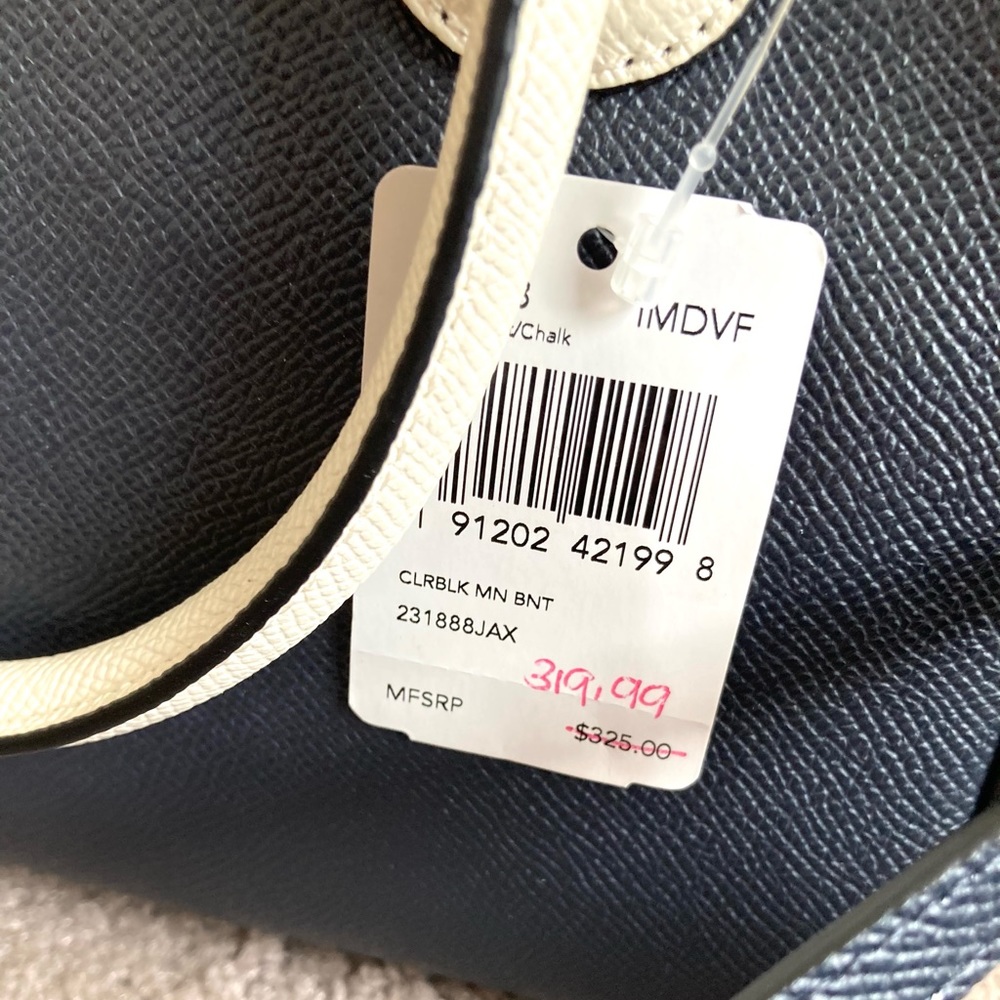 IMDVF
/Chalk
1 91202 42199 8
CLRBLK MN BNT
231888JAX
319.99
MFSRP
$325.00